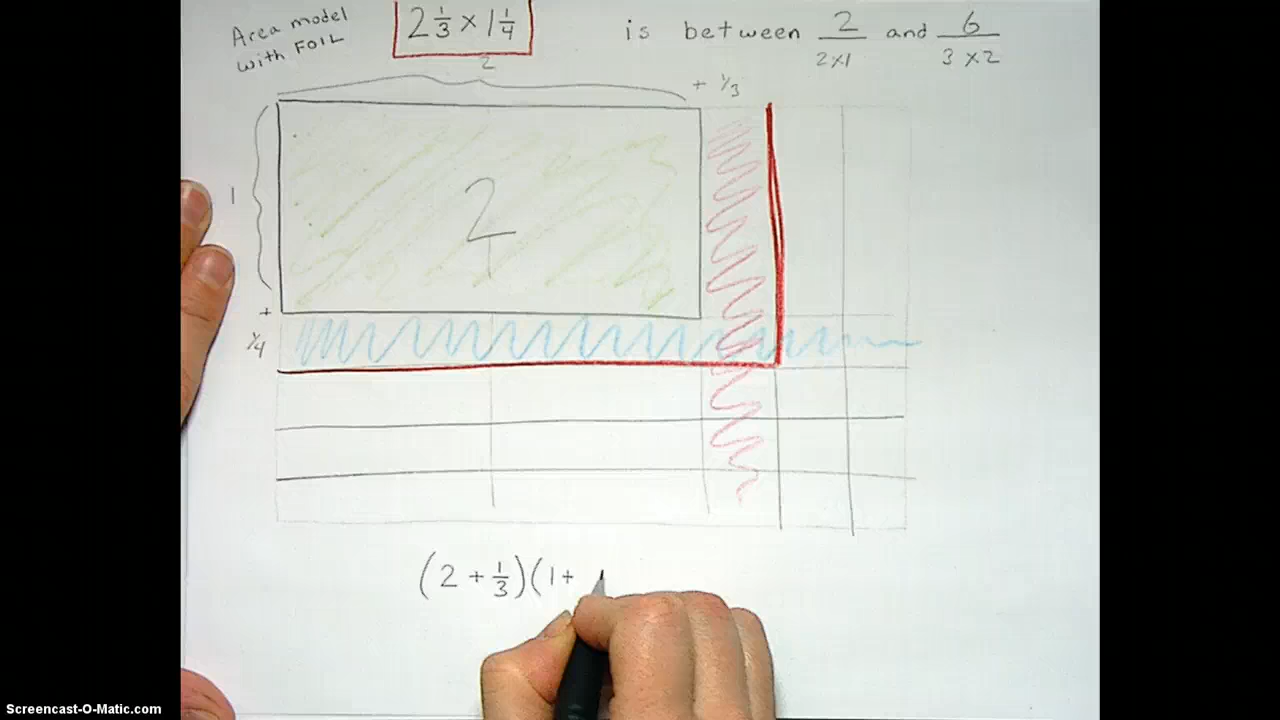 Area model
with FOIL
2 1/3 × 1 1/4
is between 2 and 6
2×1
3 × 2
2
+ 1/3
1
2
+
1/4
(2 + 1/3)(1+
Screencast-O-Matic.com